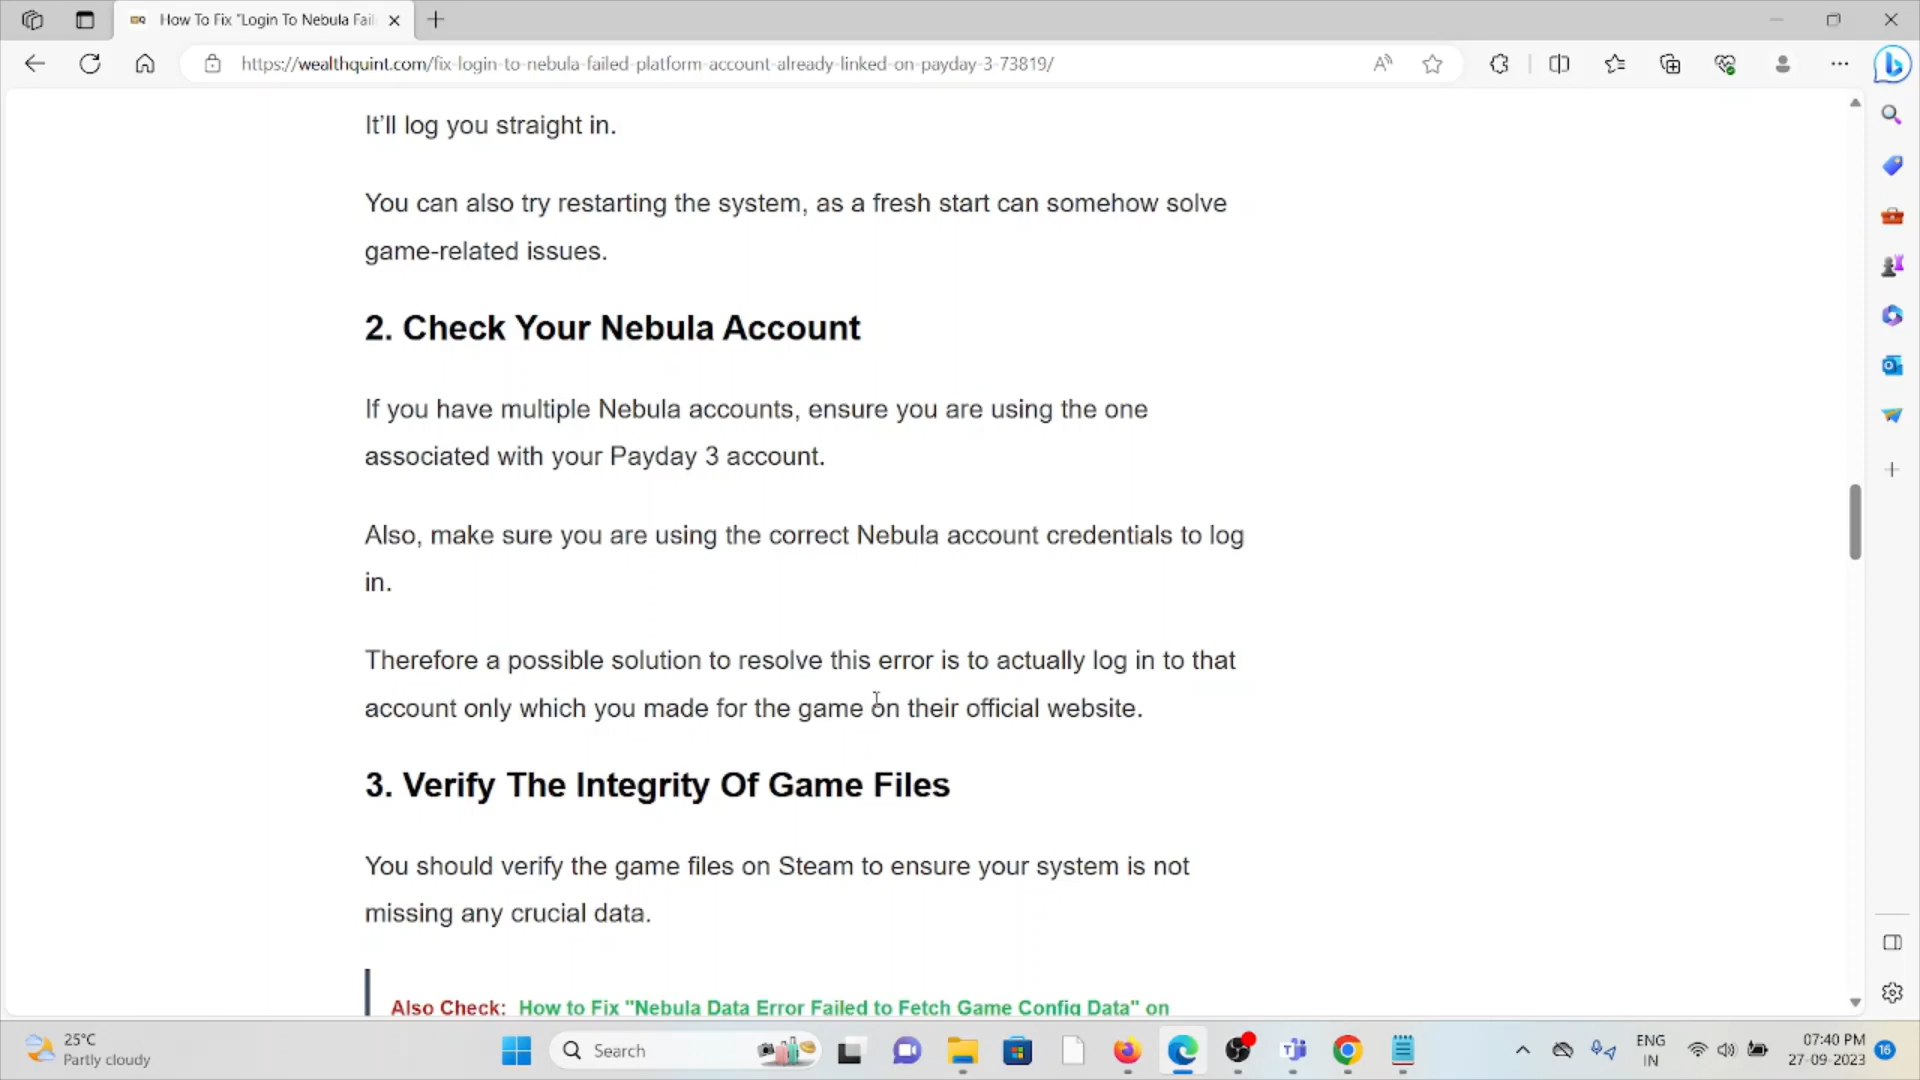 How To Fix "Login To Nebula Fail
https://wealthquint.com/fix-login-to-nebula-failed-platform-account-already-linked-on-payday-3-73819/
It'll log you straight in.
You can also try restarting the system, as a fresh start can somehow solve
game-related issues.
2. Check Your Nebula Account
If you have multiple Nebula accounts, ensure you are using the one
associated with your Payday 3 account.
Also, make sure you are using the correct Nebula account credentials to log
in.
Therefore a possible solution to resolve this error is to actually log in to that
account only which you made for the game on their official website.
3. Verify The Integrity Of Game Files
You should verify the game files on Steam to ensure your system is not
missing any crucial data.
Also Check: How to Fix "Nebula Data Error Failed to Fetch Game Config Data" on
25°C
Partly cloudy
Search
ENG
IN
07:40 PM
27-09-2023
16